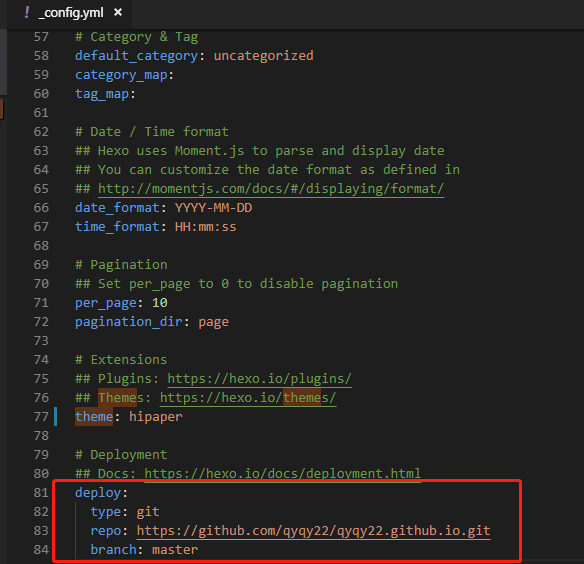 ! _config.yml ×
57 # Category & Tag
58 default_category: uncategorized
59 category_map:
60 tag_map:
61
62 # Date / Time format
63 ## Hexo uses Moment.js to parse and display date
64 ## You can customize the date format as defined in
65 ## http://momentjs.com/docs/#/displaying/format/
66 date_format: YYYY-MM-DD
67 time_format: HH:mm:ss
68
69 # Pagination
70 ## Set per_page to 0 to disable pagination
71 per_page: 10
72 pagination_dir: page
73
74 # Extensions
75 ## Plugins: https://hexo.io/plugins/
76 ## Themes: https://hexo.io/themes/
77 theme: hipaper
78
79 # Deployment
80 ## Docs: https://hexo.io/docs/deployment.html
81 deploy:
82   type: git
83   repo: https://github.com/qyqy22/qyqy22.github.io.git
84   branch: master